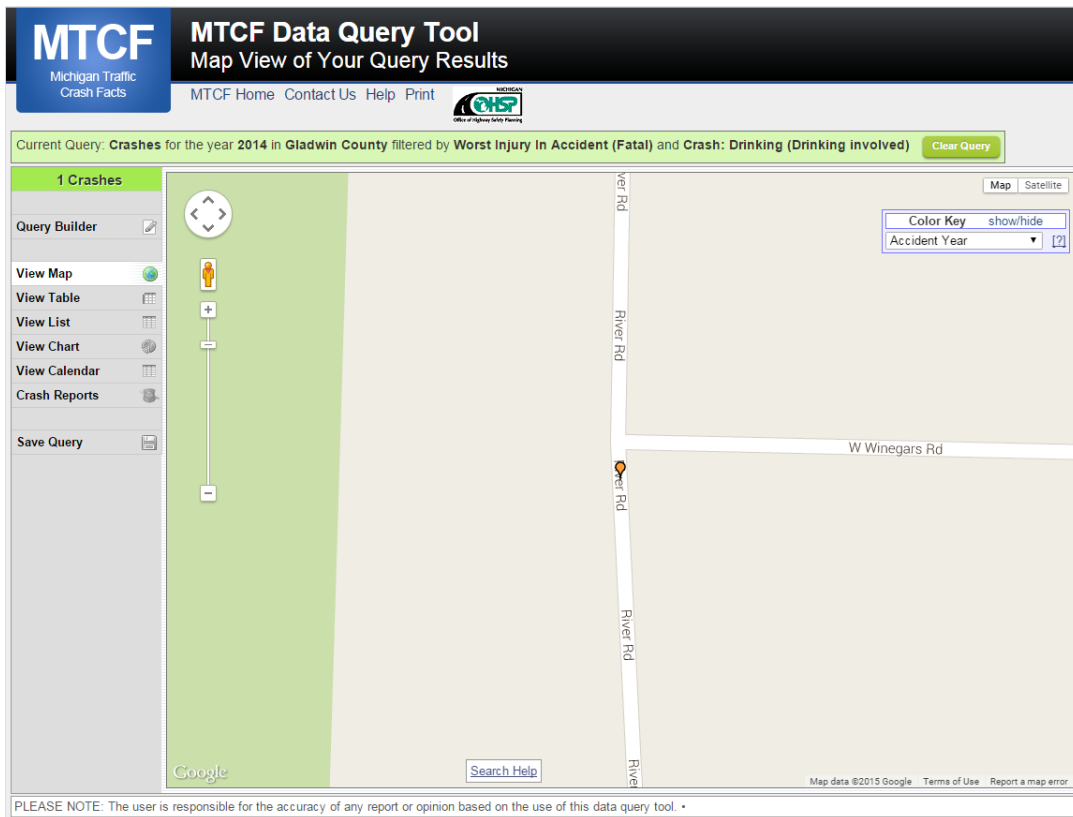 MTCF
Michigan Traffic
Crash Facts
MTCF Data Query Tool
Map View of Your Query Results
MTCF Home Contact Us Help Print
MICHIGAN
OHSP
Office of Highway Safety Planning
Current Query: Crashes for the year 2014 in Gladwin County filtered by Worst Injury In Accident (Fatal) and Crash: Drinking (Drinking involved) Clear Query
1 Crashes
Query Builder
View Map
View Table
View List
View Chart
View Calendar
Crash Reports
Save Query
Map Satellite
Color Key show/hide
Accident Year [?]
ver Rd
River Rd
W Winegars Rd
River Rd
River Rd
River
Google
Search Help
Map data ©2015 Google Terms of Use Report a map error
PLEASE NOTE: The user is responsible for the accuracy of any report or opinion based on the use of this data query tool. •